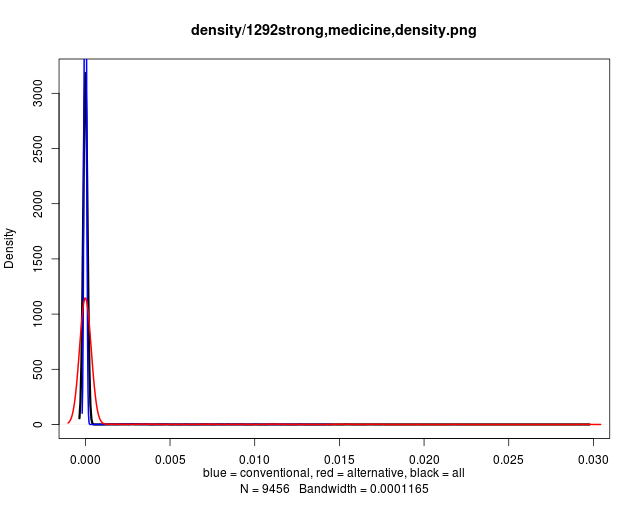 density/1292strong,medicine,density.png
Density
3000
2500
2000
1500
1000
500
0
0.000 0.005 0.010 0.015 0.020 0.025 0.030
blue = conventional, red = alternative, black = all
N = 9456 Bandwidth = 0.0001165